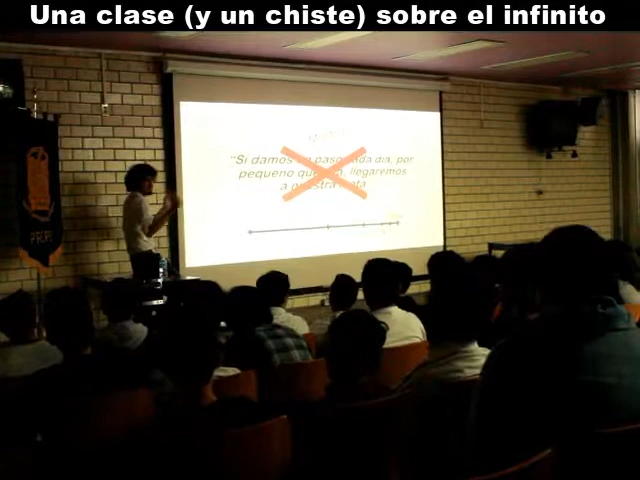 Una clase (y un chiste) sobre el infinito
"Si damos un paso cada día, por
pequeño que sea, llegaremos
a nuestra meta